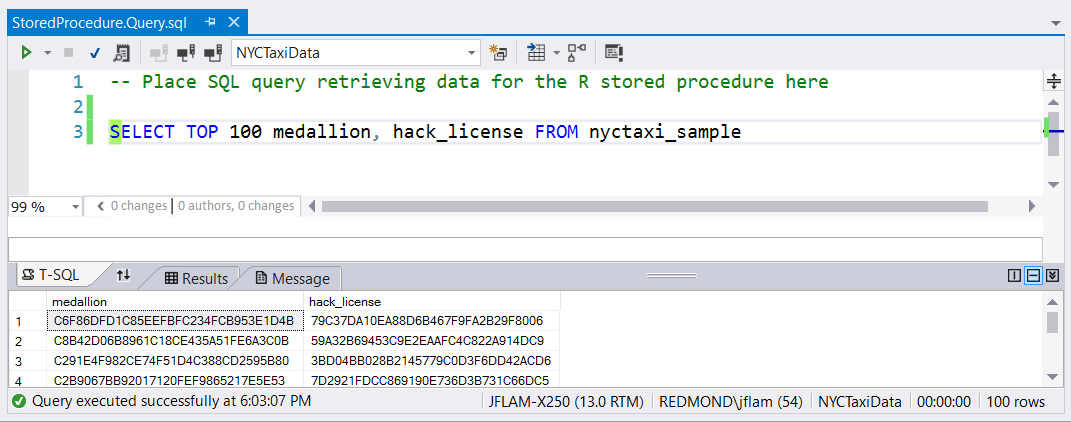 StoredProcedure.Query.sql
NYCTaxiData
1 -- Place SQL query retrieving data for the R stored procedure here
2
3 SELECT TOP 100 medallion, hack_license FROM nyctaxi_sample
99 % 0 changes | 0 authors, 0 changes
T-SQL Results Message
medallion hack_license
1 C6F86DFD1C85EEFBFC234FCB953E1D4B 79C37DA10EA88D6B467F9FA2B29F8006
2 C8B42D06B8961C18CE435A51FE6A3C0B 59A32B69453C9E2EAAFC4C822A914DC9
3 C291E4F982CE74F51D4C388CD2595B80 3BD04BB028B2145779C0D3F6DD42ACD6
4 C2B9067BB92017120FEF9865217E5E53 7D2921FDCC869190E736D3B731C66DC5
Query executed successfully at 6:03:07 PM JFLAM-X250 (13.0 RTM) REDMOND\jflam (54) NYCTaxiData 00:00:00 100 rows